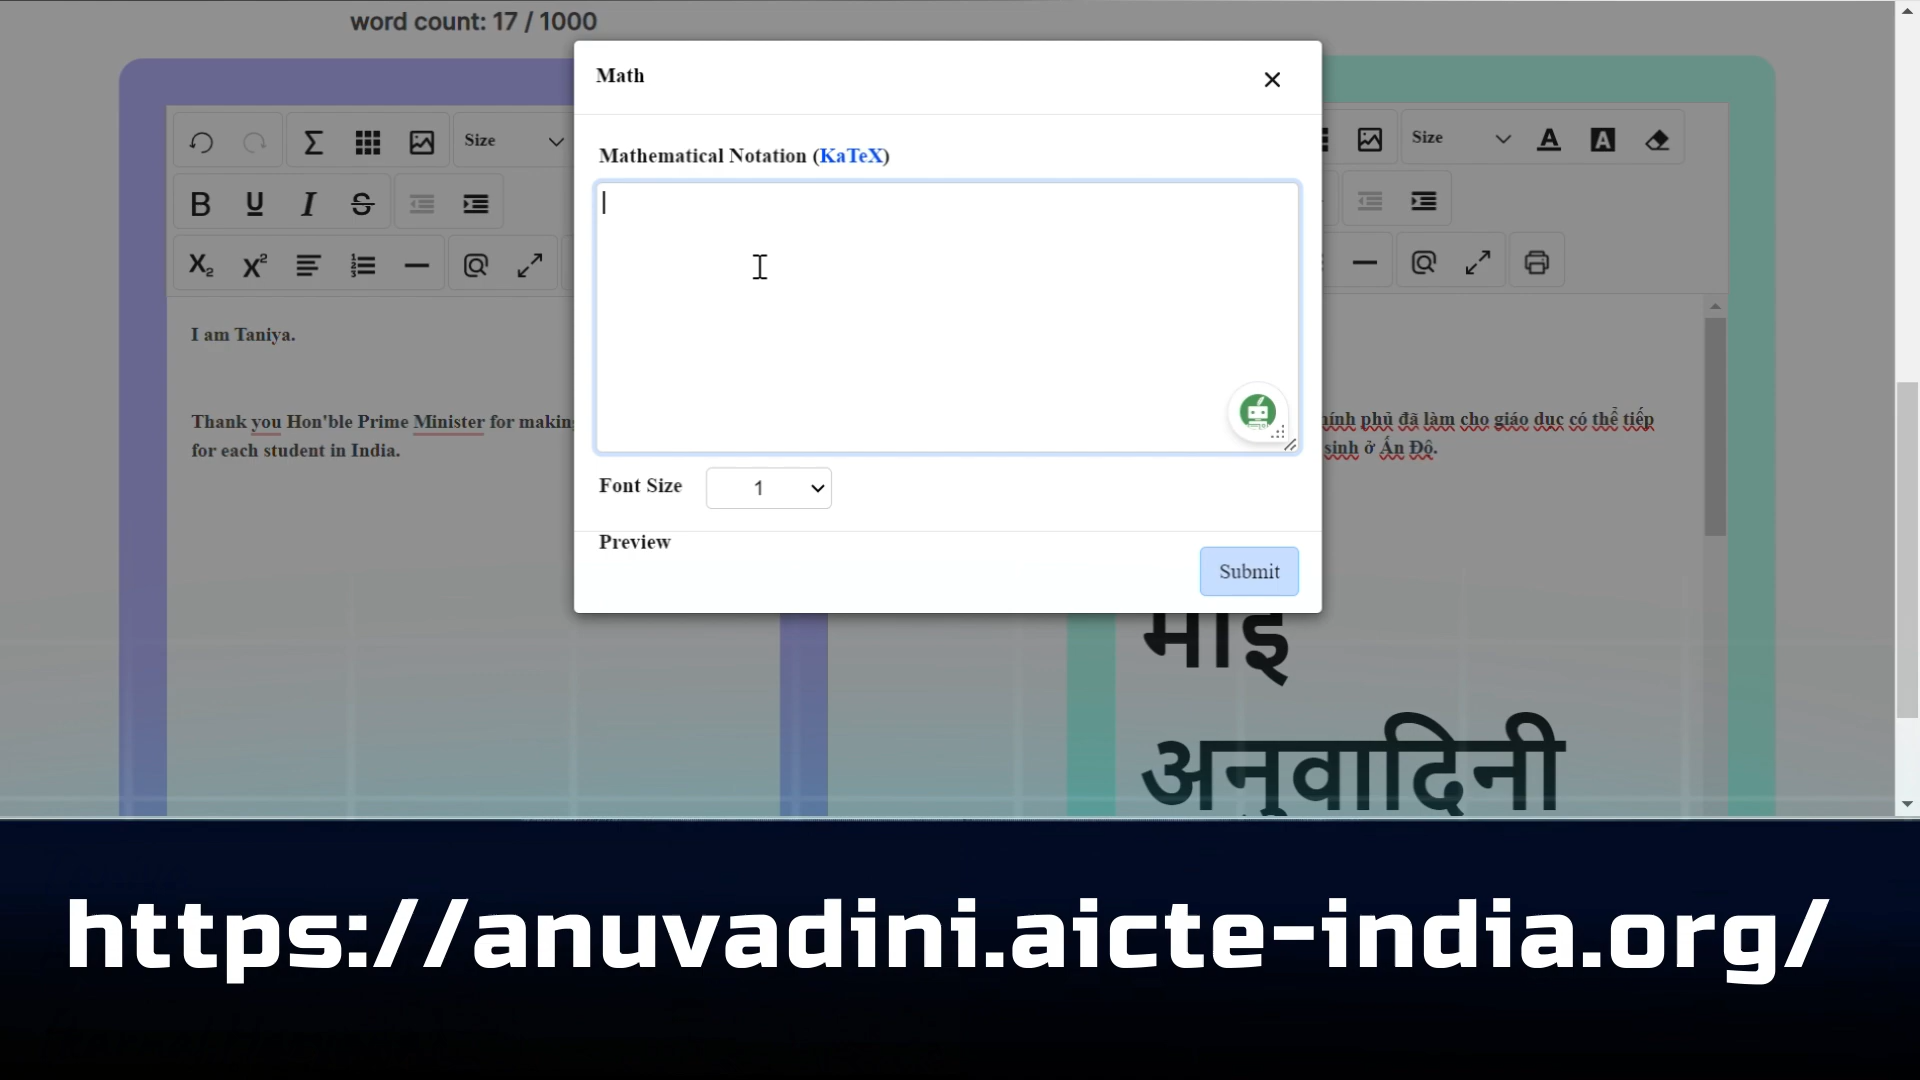 word count: 17 / 1000
Math
Mathematical Notation (KaTeX)
Size
Size
I am Taniya.
Thank you Hon'ble Prime Minister for making
for each student in India.
phủ đã làm cho giáo dục có thể tiếp
sinh ở Ấn Độ.
Font Size
1
Preview
Submit
माइ
अनुवादिनी
https://anuvadini.aicte-india.org/